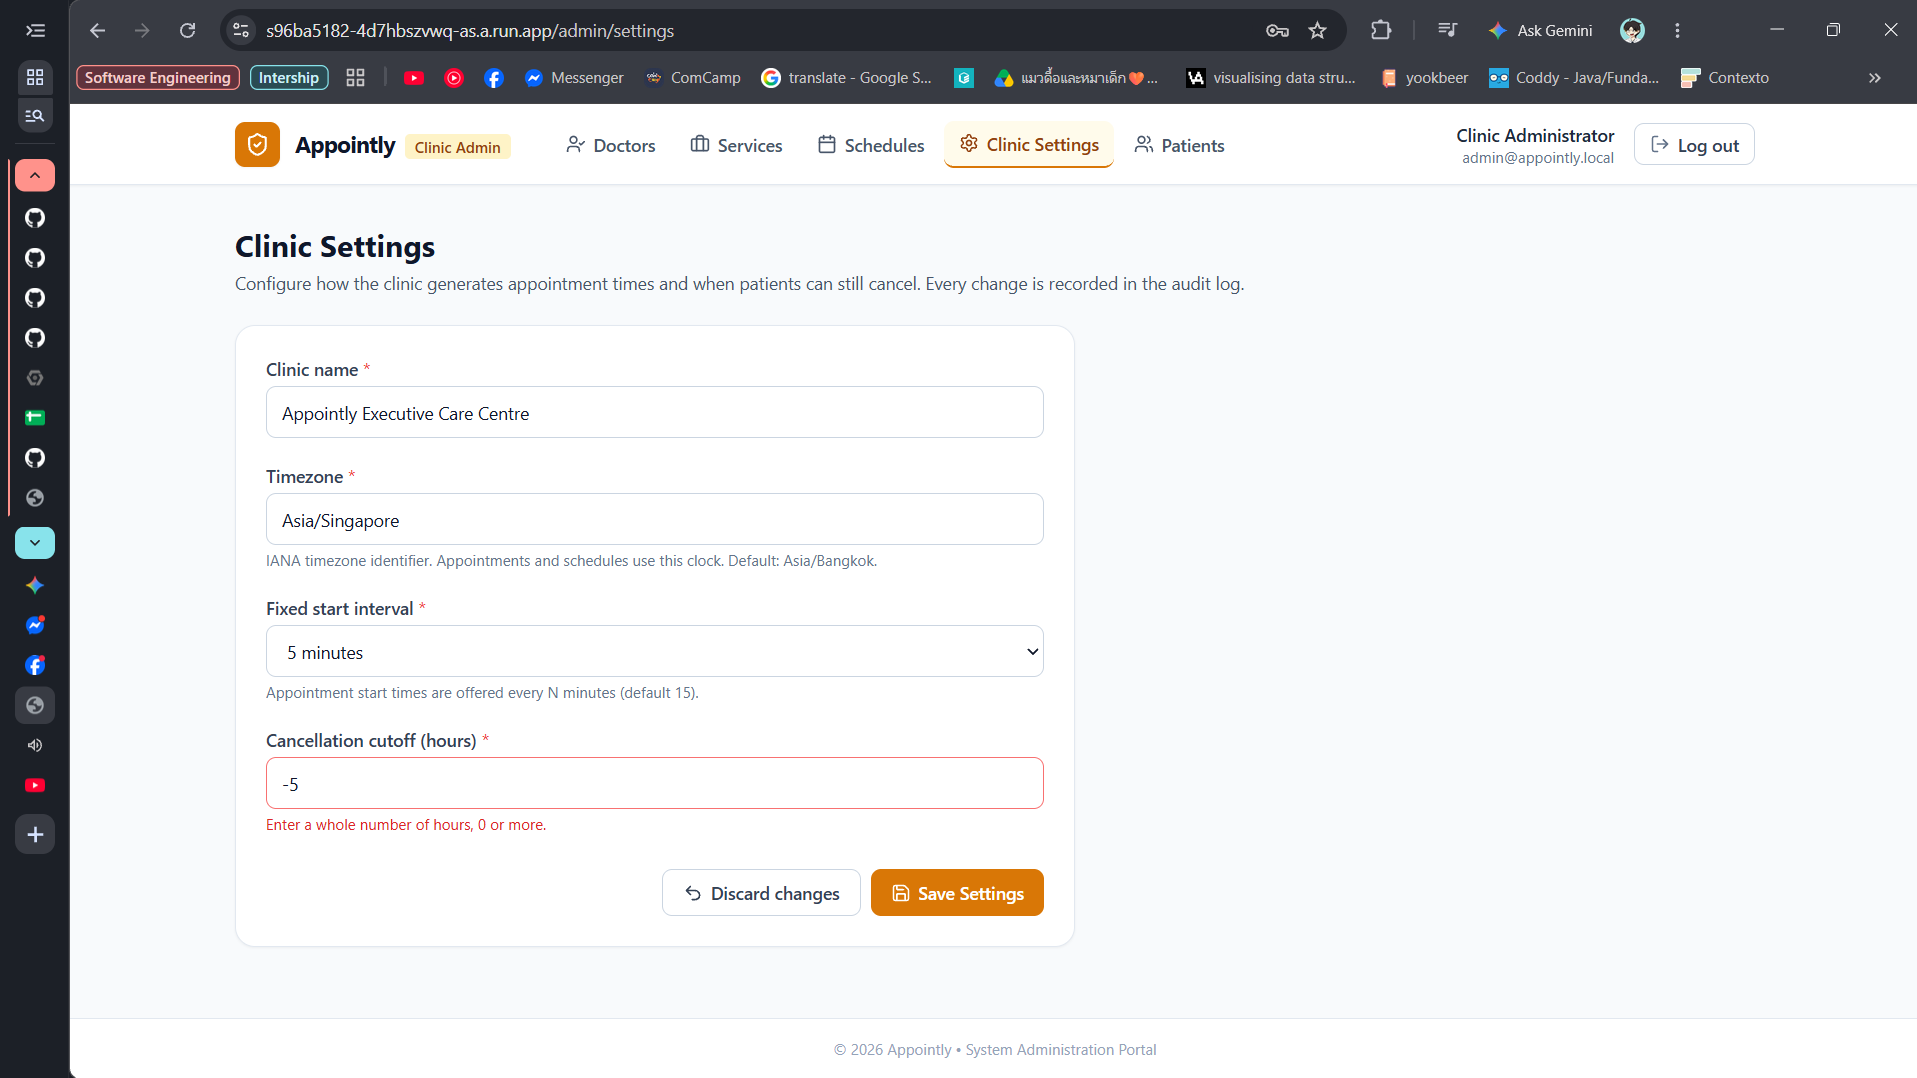 s96ba5182-4d7hbszvwq-as.a.run.app/admin/settings
Ask Gemini
Software Engineering
Intership
Messenger
ComCamp
translate - Google S...
แมวดื้อและหมาเด็ก❤️...
visualising data stru...
yookbeer
Coddy - Java/Funda...
Contexto
Appointly
Clinic Admin
Doctors
Services
Schedules
Clinic Settings
Patients
Clinic Administrator
admin@appointly.local
Log out
Clinic Settings
Configure how the clinic generates appointment times and when patients can still cancel. Every change is recorded in the audit log.
Clinic name *
Appointly Executive Care Centre
Timezone *
Asia/Singapore
IANA timezone identifier. Appointments and schedules use this clock. Default: Asia/Bangkok.
Fixed start interval *
5 minutes
Appointment start times are offered every N minutes (default 15).
Cancellation cutoff (hours) *
-5
Enter a whole number of hours, 0 or more.
Discard changes
Save Settings
© 2026 Appointly • System Administration Portal